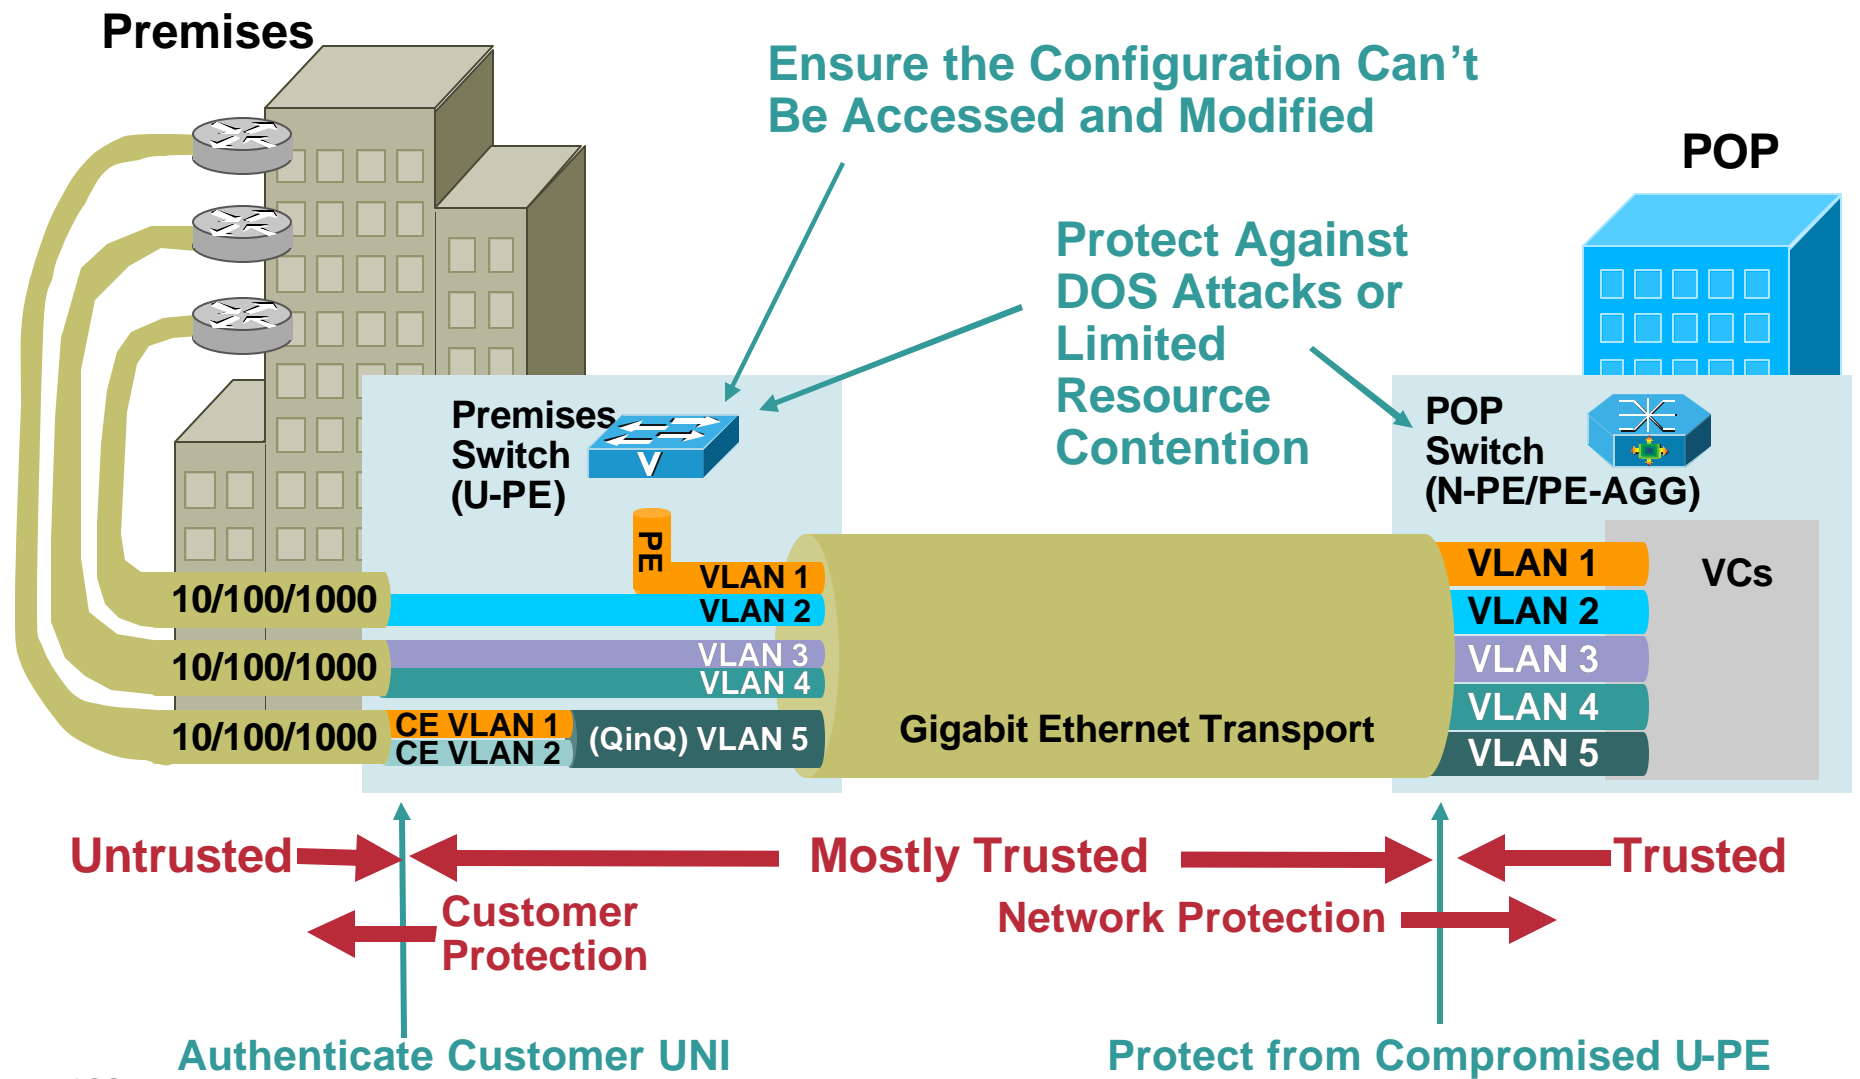 Premises
Ensure the Configuration Can't
Be Accessed and Modified
POP
Protect Against
DOS Attacks or
Limited
Resource
Contention
Premises
Switch
(U-PE)
V
POP
Switch
(N-PE/PE-AGG)
PE
VLAN 1
VLAN 2
VLAN 3
VLAN 4
10/100/1000
10/100/1000
10/100/1000
CE VLAN 1
CE VLAN 2
(QinQ) VLAN 5
Gigabit Ethernet Transport
VLAN 1
VLAN 2
VLAN 3
VLAN 4
VLAN 5
VCs
Untrusted
Mostly Trusted
Trusted
Customer
Protection
Network Protection
Authenticate Customer UNI
Protect from Compromised U-PE